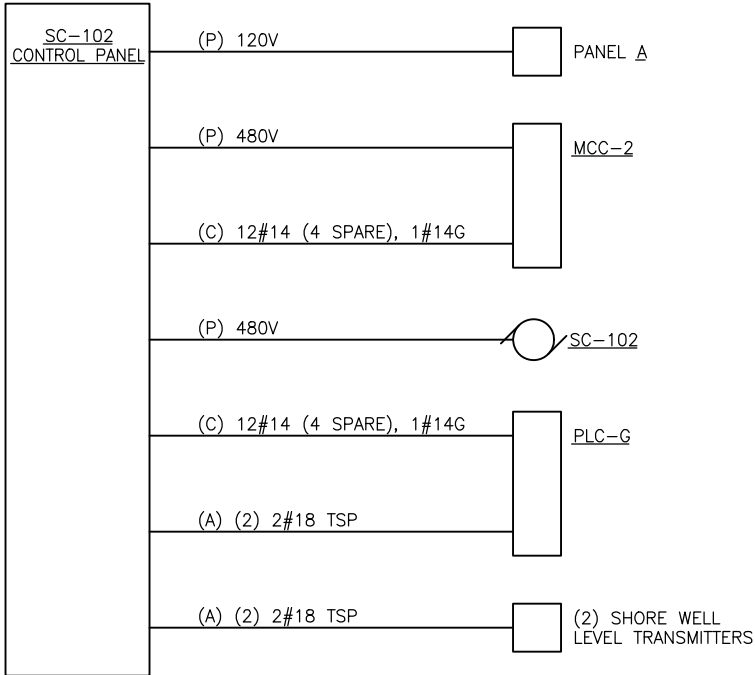 SC-102
CONTROL PANEL
(P) 120V
PANEL A
(P) 480V
MCC-2
(C) 12#14 (4 SPARE), 1#14G
(P) 480V
SC-102
(C) 12#14 (4 SPARE), 1#14G
PLC-G
(A) (2) 2#18 TSP
(A) (2) 2#18 TSP
(2) SHORE WELL
LEVEL TRANSMITTERS